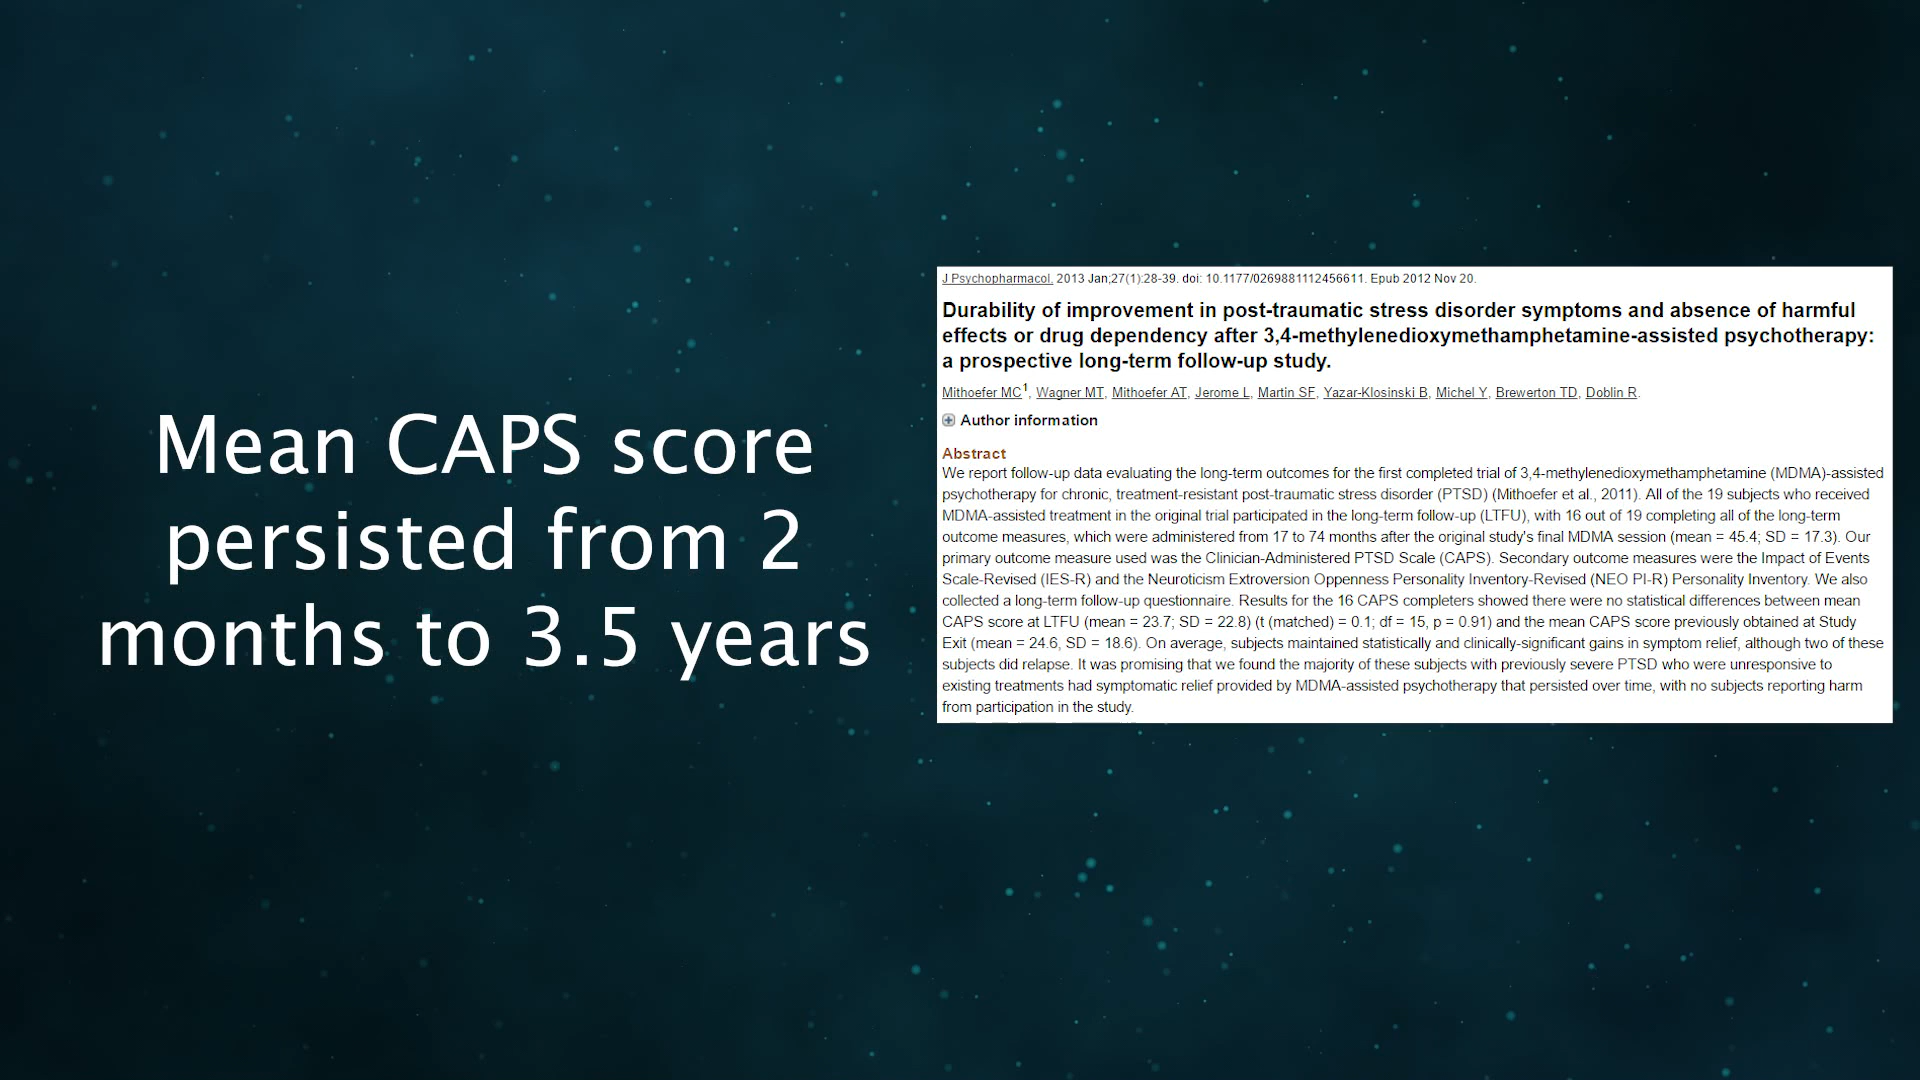 Mean CAPS score
persisted from 2
months to 3.5 years
J Psychopharmacol. 2013 Jan;27(1):28-39. doi: 10.1177/0269881112456611. Epub 2012 Nov 20.
Durability of improvement in post-traumatic stress disorder symptoms and absence of harmful
effects or drug dependency after 3,4-methylenedioxymethamphetamine-assisted psychotherapy:
a prospective long-term follow-up study.
Mithoefer MC1, Wagner MT, Mithoefer AT, Jerome L, Martin SF, Yazar-Klosinski B, Michel Y, Brewerton TD, Doblin R.
Author information
Abstract
We report follow-up data evaluating the long-term outcomes for the first completed trial of 3,4-methylenedioxymethamphetamine (MDMA)-assisted
psychotherapy for chronic, treatment-resistant post-traumatic stress disorder (PTSD) (Mithoefer et al., 2011). All of the 19 subjects who received
MDMA-assisted treatment in the original trial participated in the long-term follow-up (LTFU), with 16 out of 19 completing all of the long-term
outcome measures, which were administered from 17 to 74 months after the original study's final MDMA session (mean = 45.4; SD = 17.3). Our
primary outcome measure used was the Clinician-Administered PTSD Scale (CAPS). Secondary outcome measures were the Impact of Events
Scale-Revised (IES-R) and the Neuroticism Extroversion Oppenness Personality Inventory-Revised (NEO PI-R) Personality Inventory. We also
collected a long-term follow-up questionnaire. Results for the 16 CAPS completers showed there were no statistical differences between mean
CAPS score at LTFU (mean = 23.7; SD = 22.8) (t (matched) = 0.1; df = 15, p = 0.91) and the mean CAPS score previously obtained at Study
Exit (mean = 24.6, SD = 18.6). On average, subjects maintained statistically and clinically-significant gains in symptom relief, although two of these
subjects did relapse. It was promising that we found the majority of these subjects with previously severe PTSD who were unresponsive to
existing treatments had symptomatic relief provided by MDMA-assisted psychotherapy that persisted over time, with no subjects reporting harm
from participation in the study.